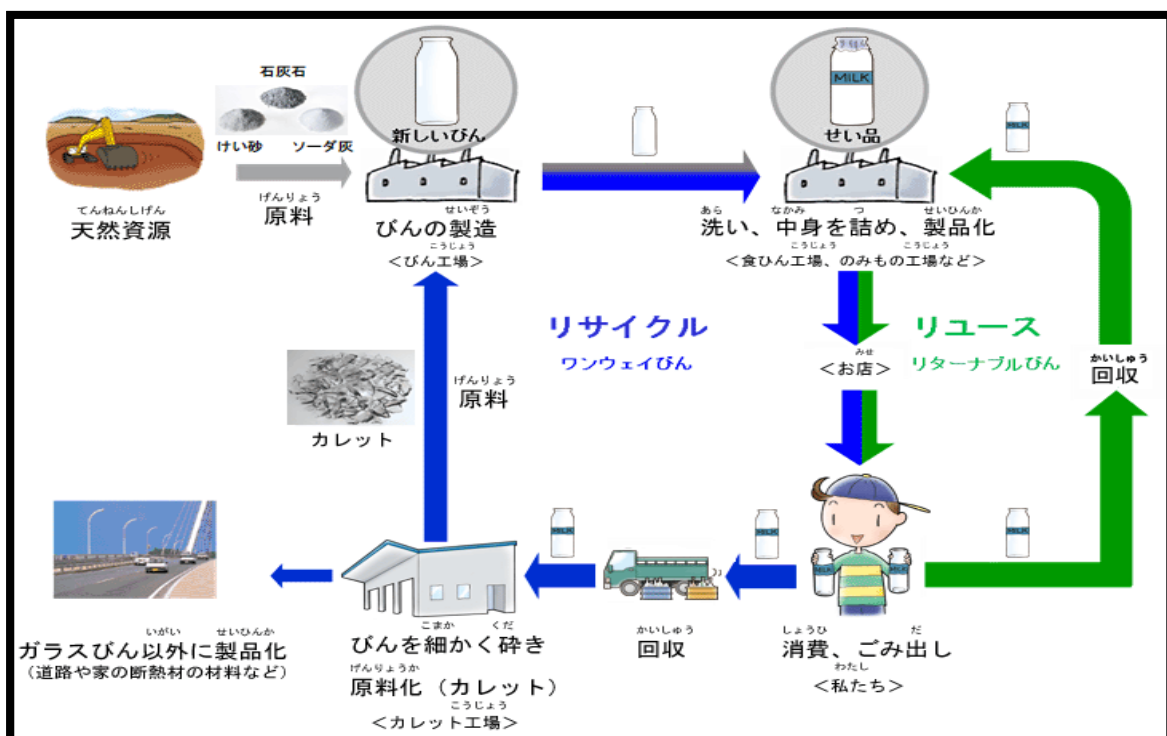 石灰石
けい砂
ソーダ灰
てんねんしげん
天然資源
げんりょう
原料
新しいびん
せいぞう
びんの製造
こうじょう
＜びん工場＞
MILK
せい品
あら なかみ つ せいひんか
洗い、中身を詰め、製品化
こうじょう こうじょう
＜食ひん工場、のみもの工場など＞
MILK
リサイクル
ワンウェイびん
リユース
リターナブルびん
みせ
＜お店＞
かいしゅう
回収
カレット
げんりょう
原料
いがい せいひんか
ガラスびん以外に製品化
（道路や家の断熱材の材料など）
こまか くだ
びんを細かく砕き
げんりょうか
原料化（カレット）
こうじょう
＜カレット工場＞
MILK
かいしゅう
回収
MILK
MILK
MILK
しょうひ だ
消費、ごみ出し
わたし
＜私たち＞
MILK